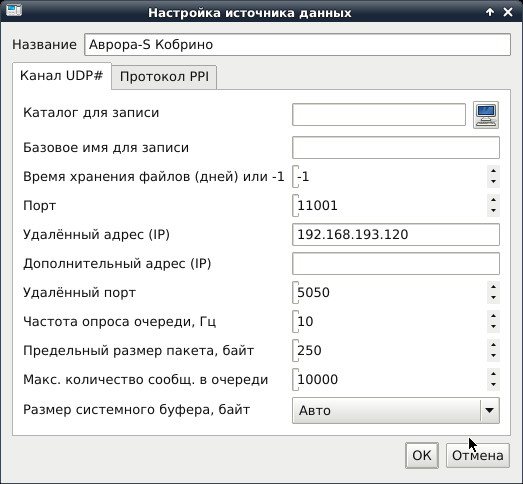 Настройка источника данных
Название Аврора-S Кобрино
Канал UDP# Протокол PPI
Каталог для записи
Базовое имя для записи
Время хранения файлов (дней) или -1 -1
Порт 11001
Удалённый адрес (IP) 192.168.193.120
Дополнительный адрес (IP)
Удалённый порт 5050
Частота опроса очереди, Гц 10
Предельный размер пакета, байт 250
Макс. количество сообщ. в очереди 10000
Размер системного буфера, байт Авто
OK Отмена